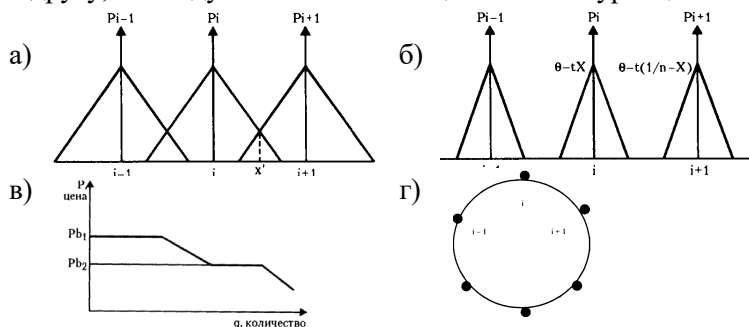 а)
Pi-1 Pi Pi+1
i-1 i x' i+1
б)
Pi-1 Pi Pi+1
θ-tX θ-t(1/n-X)
i i+1
в)
P
цена
Pb1
Pb2
q, количество
г)
i
i-1 i+1